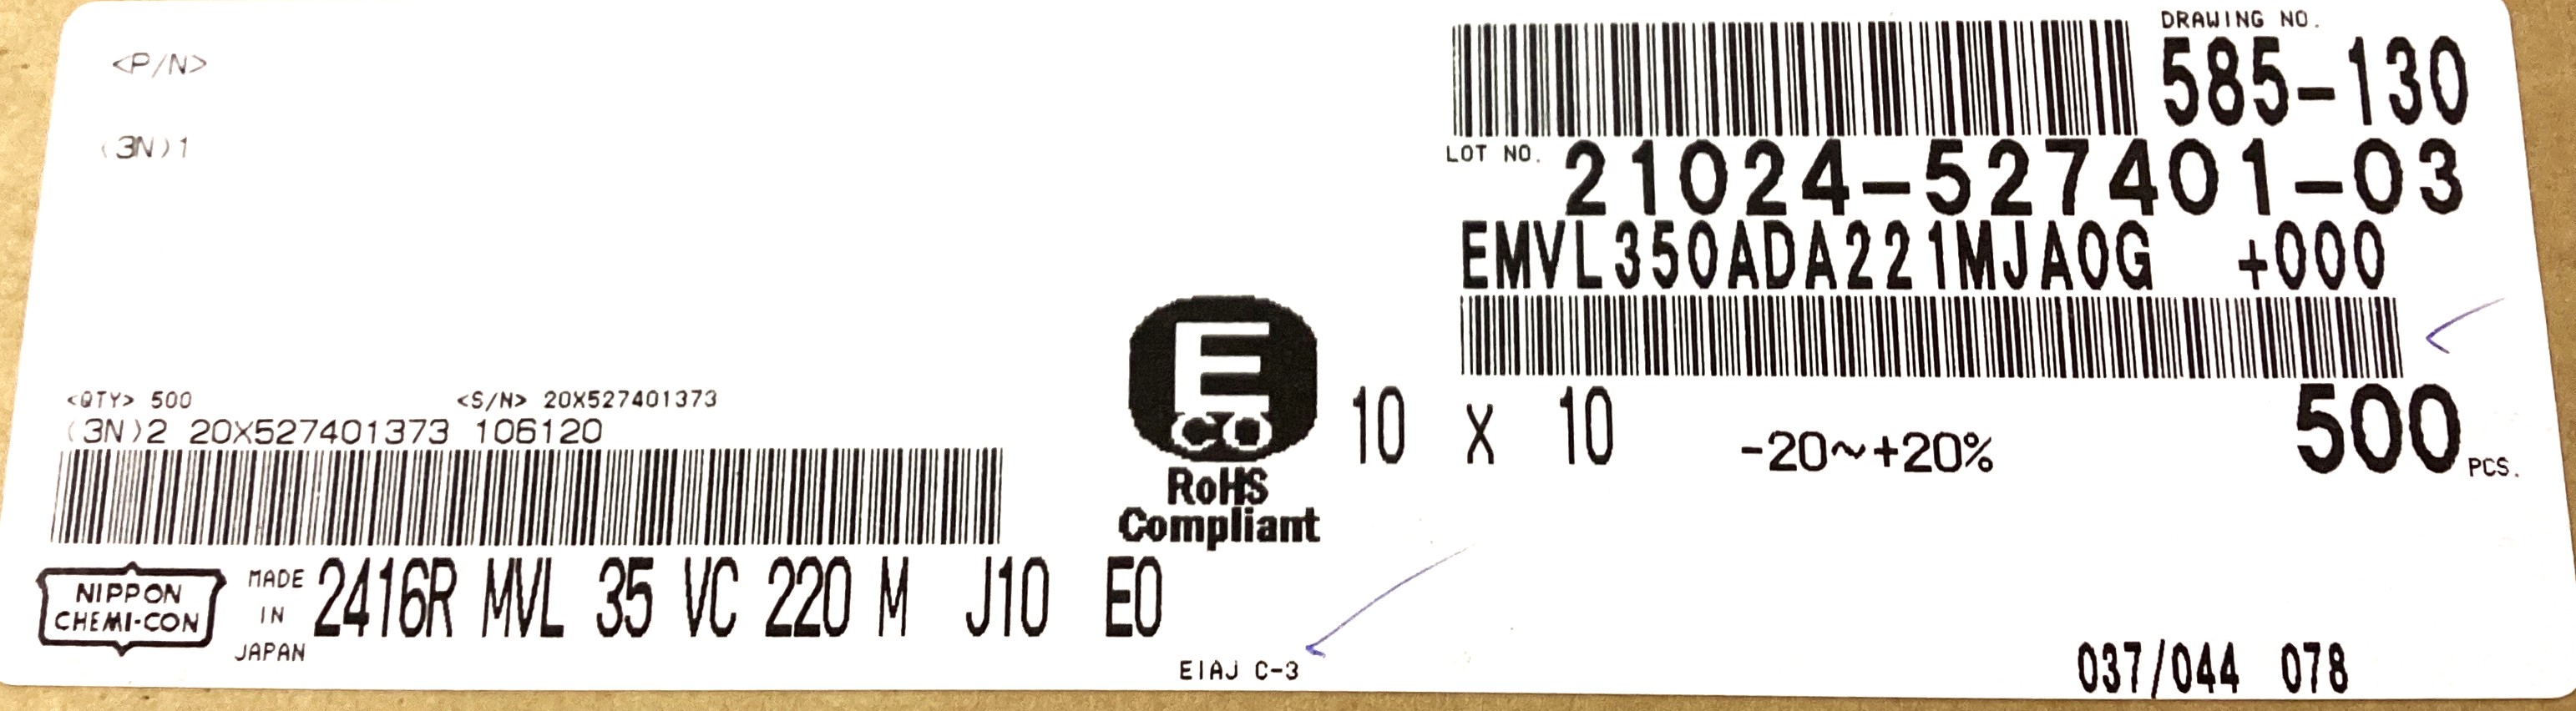 <P/N>
(3N)1
DRAWING NO.
585-130
LOT NO. 21024-527401-03
EMVL350ADA221MJA0G +000
<QTY> 500 <S/N> 20X527401373
(3N)2 20X527401373 106120
E
CO
RoHS
Compliant
10 X 10 -20~+20% 500 PCS.
NIPPON
CHEMI-CON
MADE
IN
JAPAN
2416R MVL 35 VC 220 M J10 E0
EIAJ C-3
037/044 078